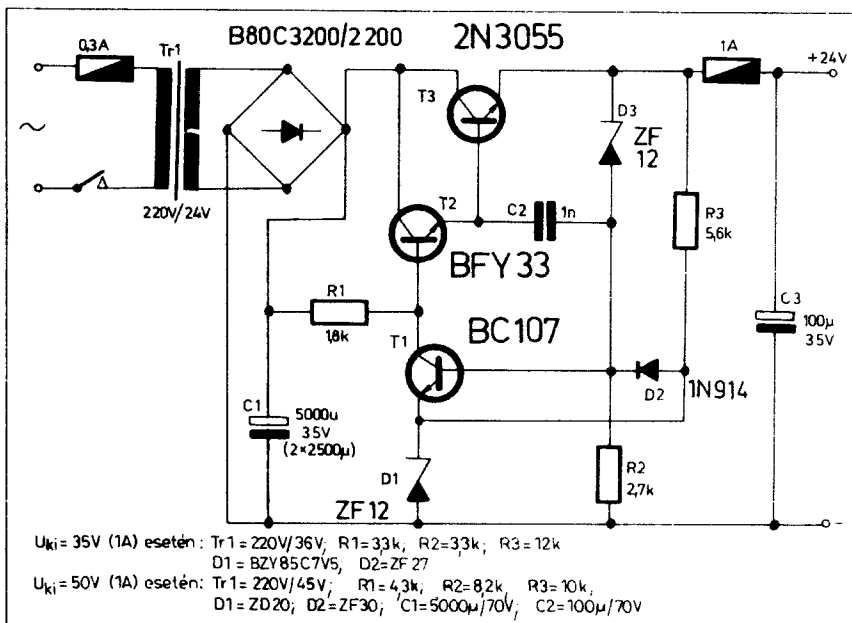 B80C3200/2200
2N3055
0,3A
Tr1
1A
+24V
~
T3
D3
ZF
12
220V/24V
T2
C2
1n
R3
5,6k
BFY33
R1
1,8k
BC107
C3
100µ
35V
T1
1N914
D2
C1
5000u
35V
(2×2500µ)
D1
R2
2,7k
ZF12
-
Uki = 35V (1A) esetén: Tr1 = 220V/36V; R1 = 3,3k, R2 = 3,3k; R3 = 12k
D1 = BZY85C7V5; D2 = ZF27
Uki = 50V (1A) esetén: Tr1 = 220V/45V; R1 = 4,3k; R2 = 8,2k, R3 = 10k,
D1 = ZD20; D2 = ZF30; C1 = 5000µ/70V; C2 = 100µ/70V